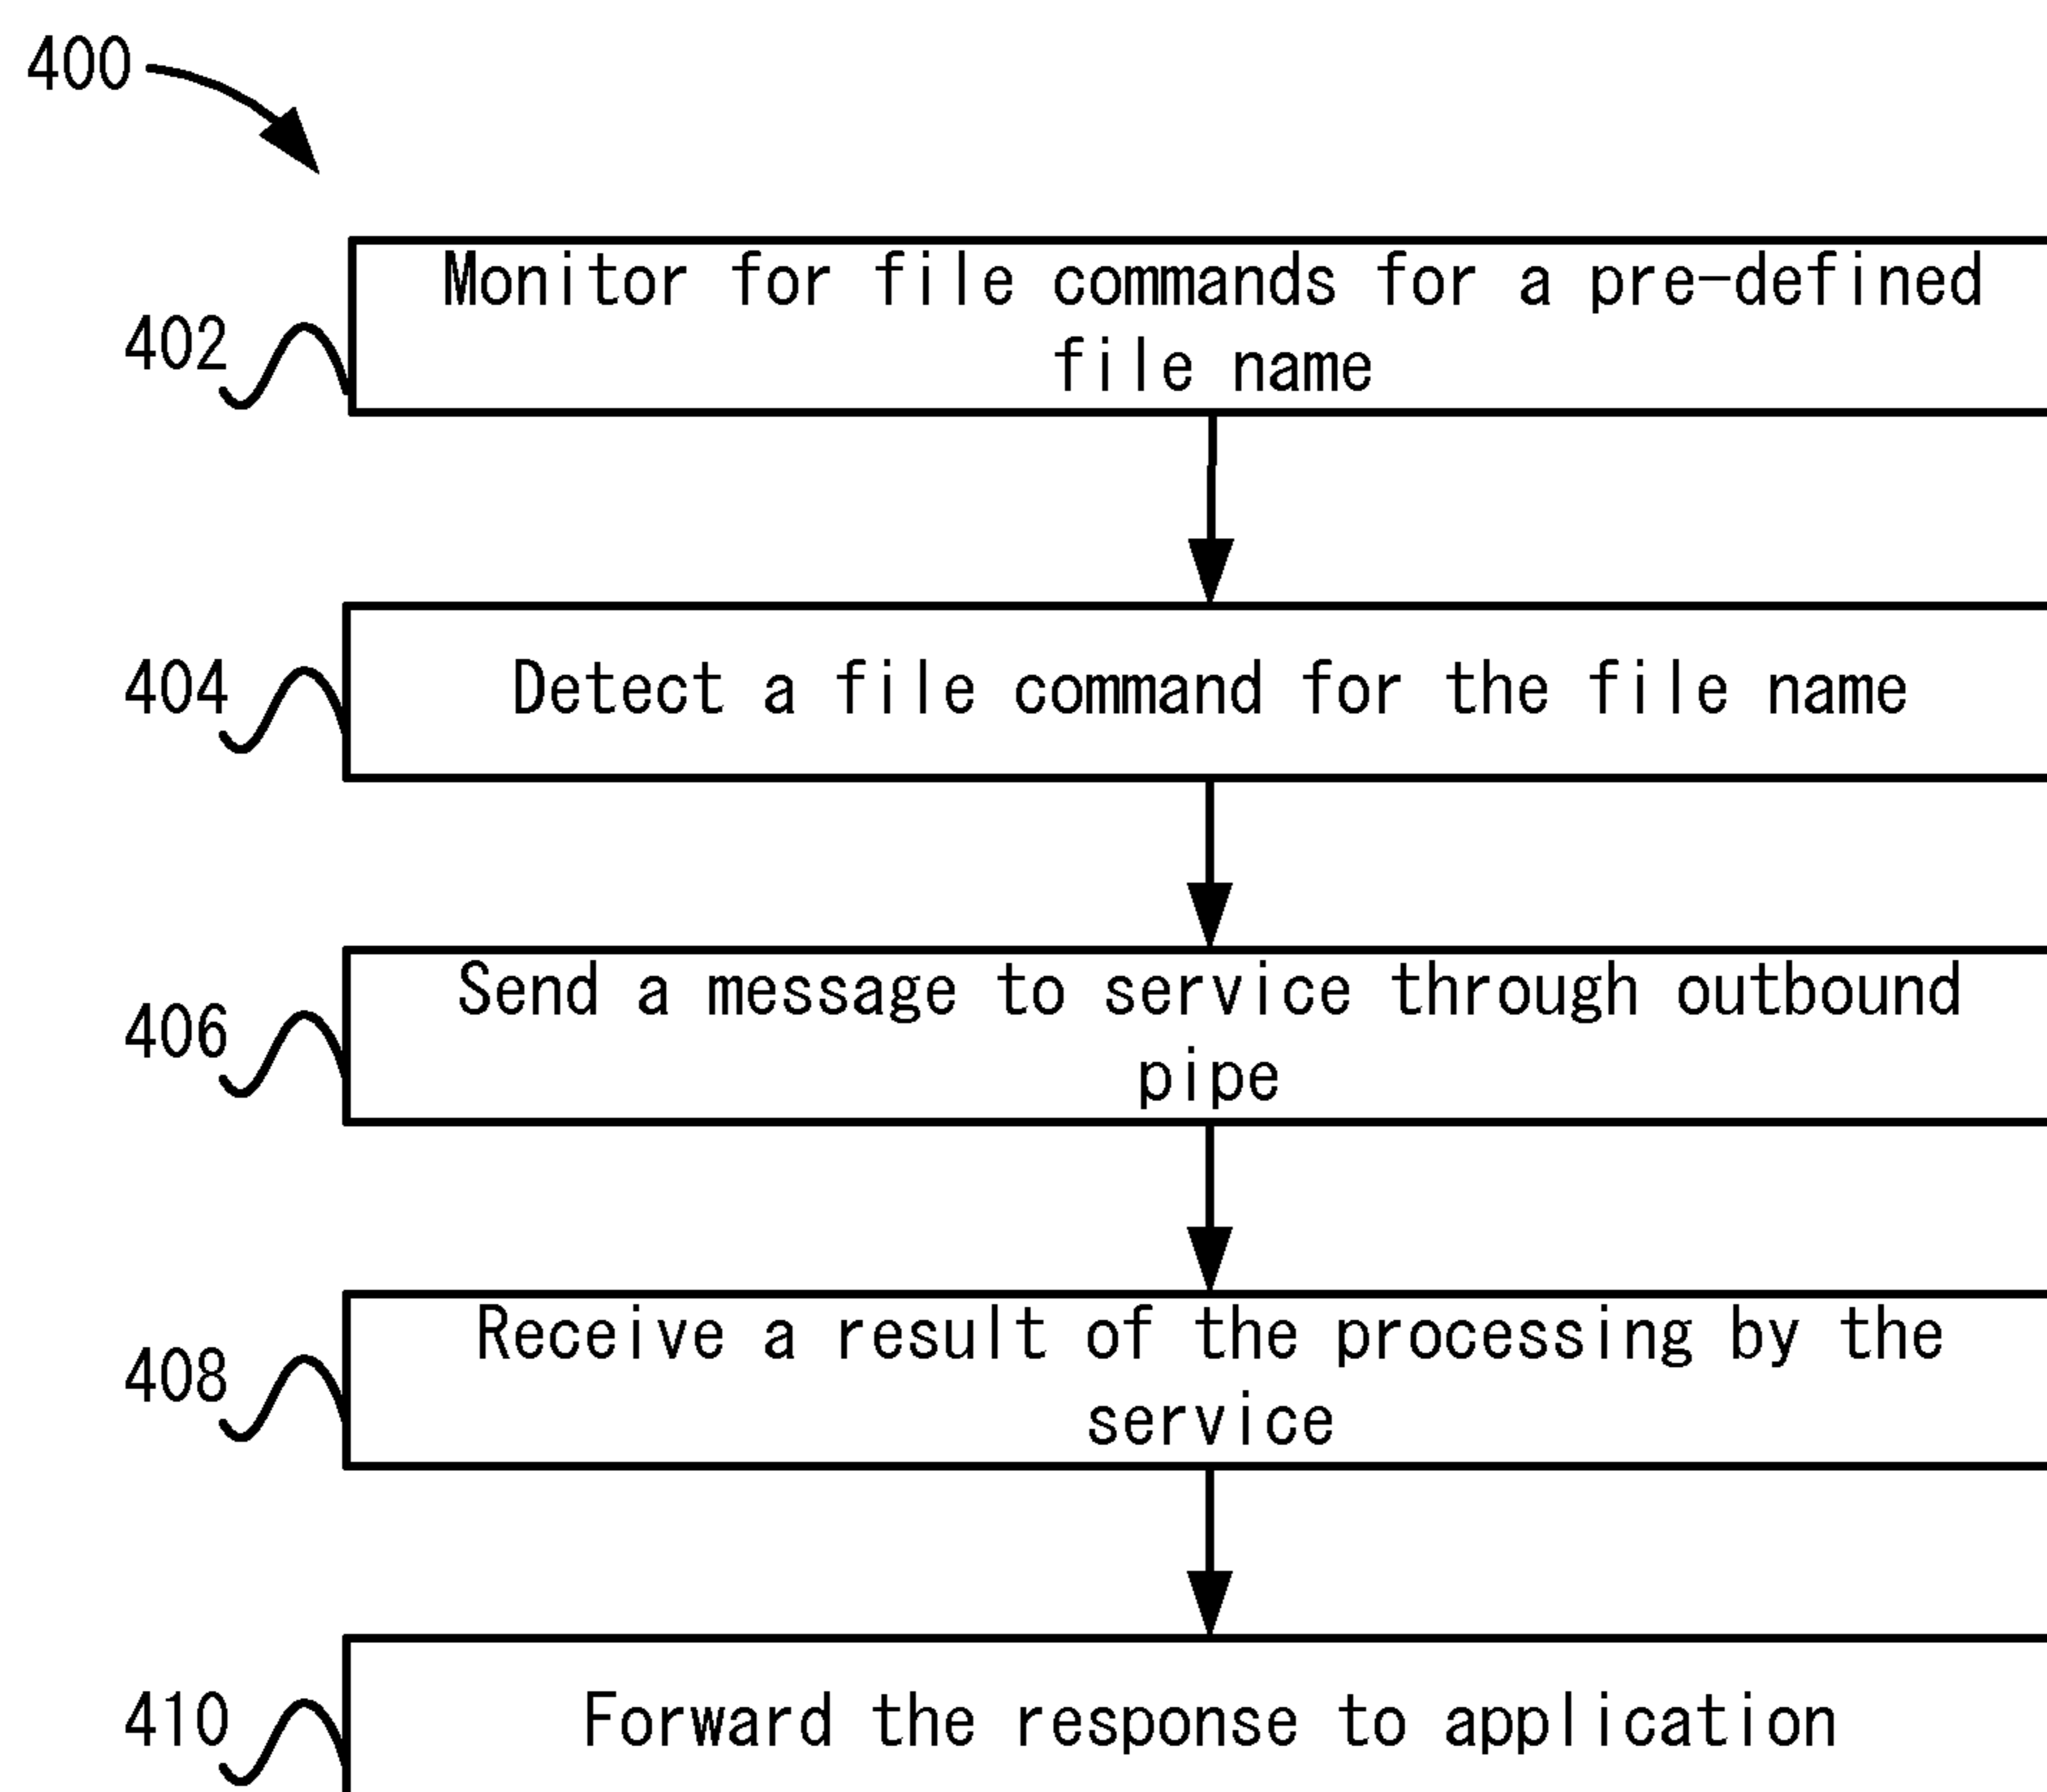 400
Monitor for file commands for a pre-defined
file name
402
Detect a file command for the file name
404
Send a message to service through outbound
pipe
406
Receive a result of the processing by the
service
408
Forward the response to application
410